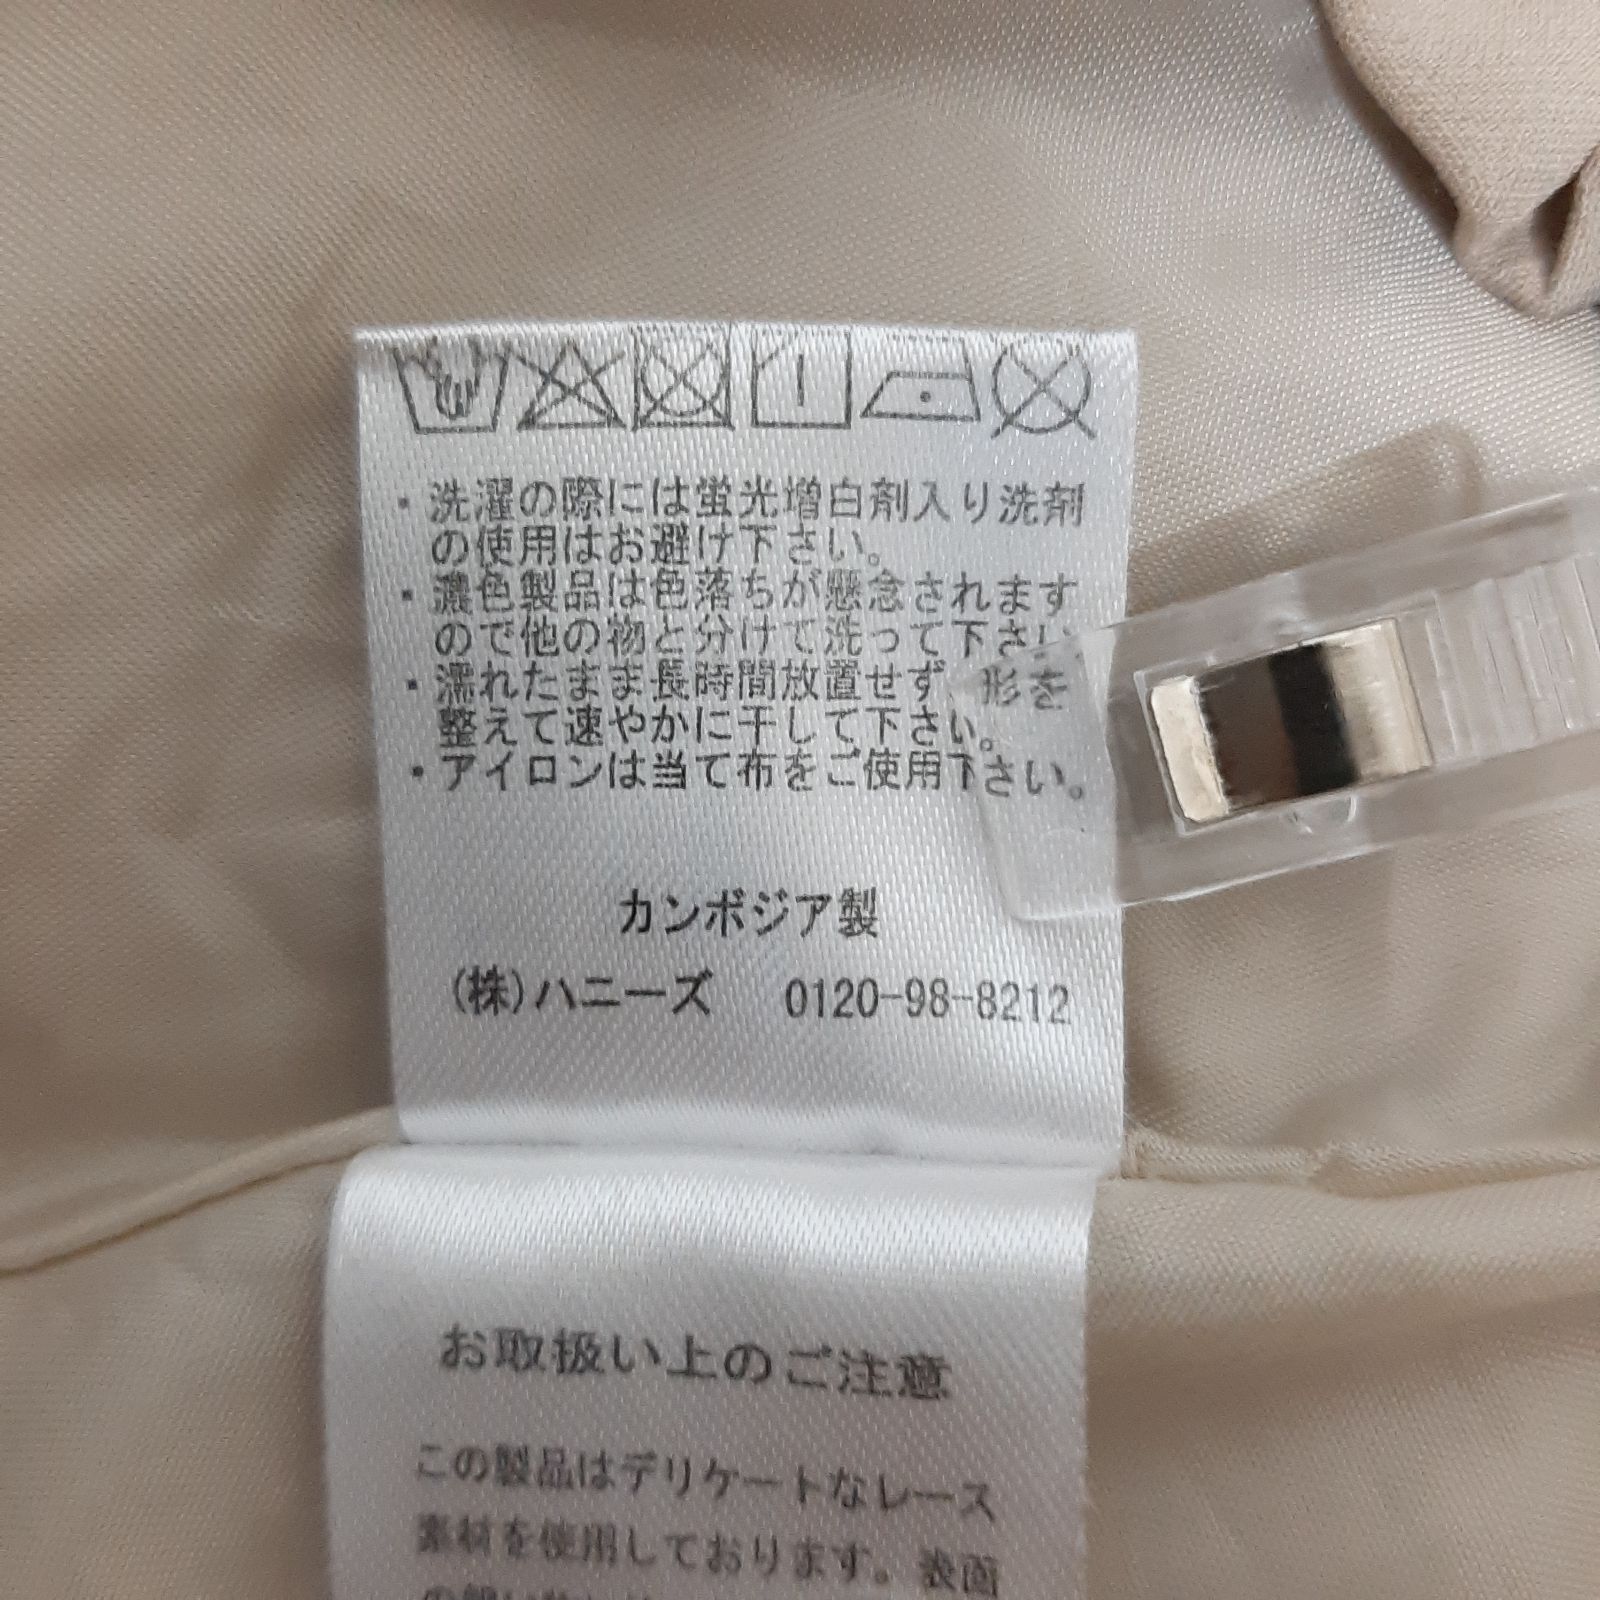 ・洗濯の際には蛍光増白剤入り洗剤
の使用はお避け下さい。
・濃色製品は色落ちが懸念されます
ので他の物と分けて洗って下さい
・濡れたまま長時間放置せず、形を
整えて速やかに干して下さい。
・アイロンは当て布をご使用下さい。
カンボジア製
(株)ハニーズ 0120-98-8212
お取扱い上のご注意
この製品はデリケートなレース
素材を使用しております。表面